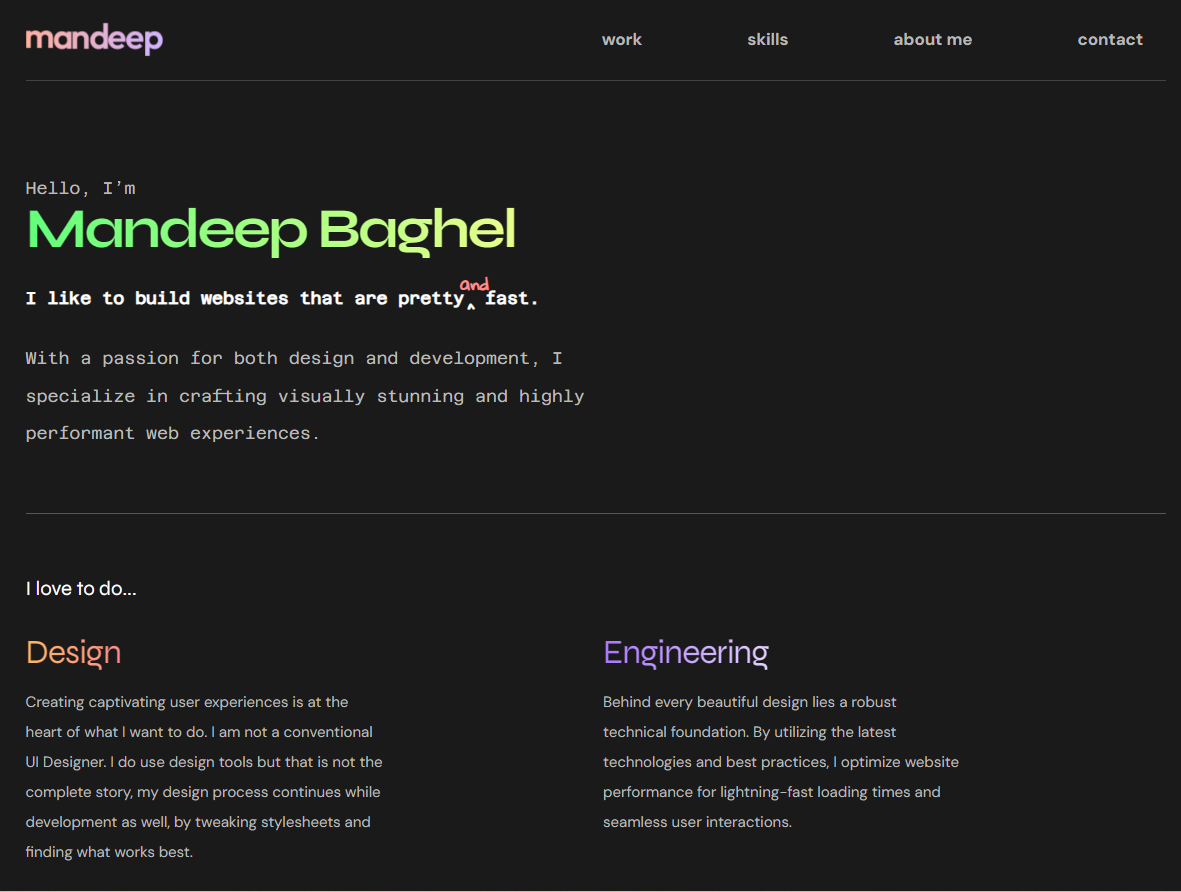 mandeep
work
skills
about me
contact
Hello, I’m
Mandeep Baghel
and
I like to build websites that are pretty‸ fast.
With a passion for both design and development, I
specialize in crafting visually stunning and highly
performant web experiences.
I love to do...
Design
Creating captivating user experiences is at the
heart of what I want to do. I am not a conventional
UI Designer. I do use design tools but that is not the
complete story, my design process continues while
development as well, by tweaking stylesheets and
finding what works best.
Engineering
Behind every beautiful design lies a robust
technical foundation. By utilizing the latest
technologies and best practices, I optimize website
performance for lightning-fast loading times and
seamless user interactions.